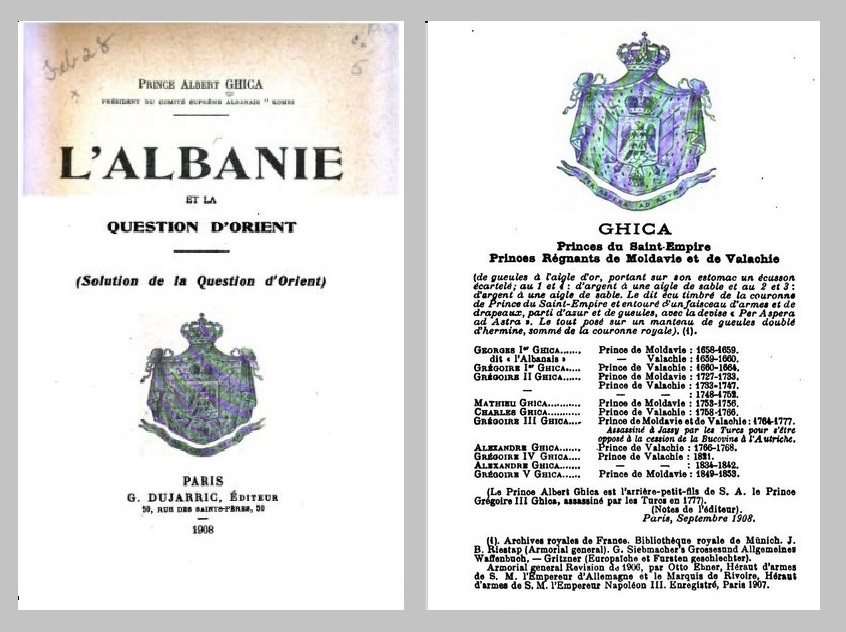 Feb 28
PRINCE ALBERT GHICA
PRÉSIDENT DU COMITÉ SUPRÊME ALBANAIS
L'ALBANIE
ET LA
QUESTION D'ORIENT
(Solution de la Question d'Orient)
PARIS
G. DUJARRIC, ÉDITEUR
50, RUE DES SAINTS-PÈRES, 50
1908
PER ASPERA AD ASTRA
GHICA
Princes du Saint-Empire
Princes Régnants de Moldavie et de Valachie
(de gueules à l'aigle d'or, portant sur son estomac un écusson
écartelé; au 1 et 4 : d'argent à une aigle de sable et au 2 et 3 :
d'argent à une aigle de sable. Le dit écu timbré de la couronne
de Prince du Saint-Empire et entouré d'un faisceau d'armes et de
drapeaux, parti d'azur et de gueules, avec la devise « Per Aspera
ad Astra ». Le tout posé sur un manteau de gueules doublé
d'hermine, sommé de la couronne royale). (1).
GEORGES Ier GHICA...... Prince de Moldavie : 1658-1659.
dit « l'Albanais » — Valachie : 1659-1660.
GRÉGOIRE Ier GHICA.... Prince de Valachie : 1660-1664.
GRÉGOIRE II GHICA..... Prince de Moldavie : 1727-1733.
Prince de Valachie : 1733-1747.
— — — : 1748-1752.
MATHIEU GHICA........... Prince de Moldavie : 1753-1756.
CHARLES GHICA.......... Prince de Valachie : 1758-1766.
GRÉGOIRE III GHICA.... Prince de Moldavie et de Valachie : 1764-1777.
Assassiné à Jassy par les Turcs pour s'être
opposé à la cession de la Bucovine à l'Autriche.
ALEXANDRE GHICA....... Prince de Valachie : 1766-1768.
GRÉGOIRE IV GHICA..... Prince de Valachie : 1821.
ALEXANDRE GHICA....... — — : 1834-1842.
GRÉGOIRE V GHICA...... Prince de Moldavie : 1849-1853.
(Le Prince Albert Ghica est l'arrière-petit-fils de S. A. le Prince
Grégoire III Ghica, assassiné par les Turcs en 1777).
(Notes de l'éditeur).
Paris, Septembre 1908.
(1). Archives royales de France. Bibliothèque royale de Münich. J.
B. Riestap (Armorial general). G. Siebmacher's Grossesund Allgemeines
Waffenbuch. — Gritzner (Europaïche et Fursten geschlechter).
Armorial general Revision de 1906, par Otto Ebner, Héraut d'armes
de S. M. l'Empereur d'Allemagne et le Marquis de Rivoire, Héraut
d'armes de S. M. l'Empereur Napoléon III. Enregistré, Paris 1907.